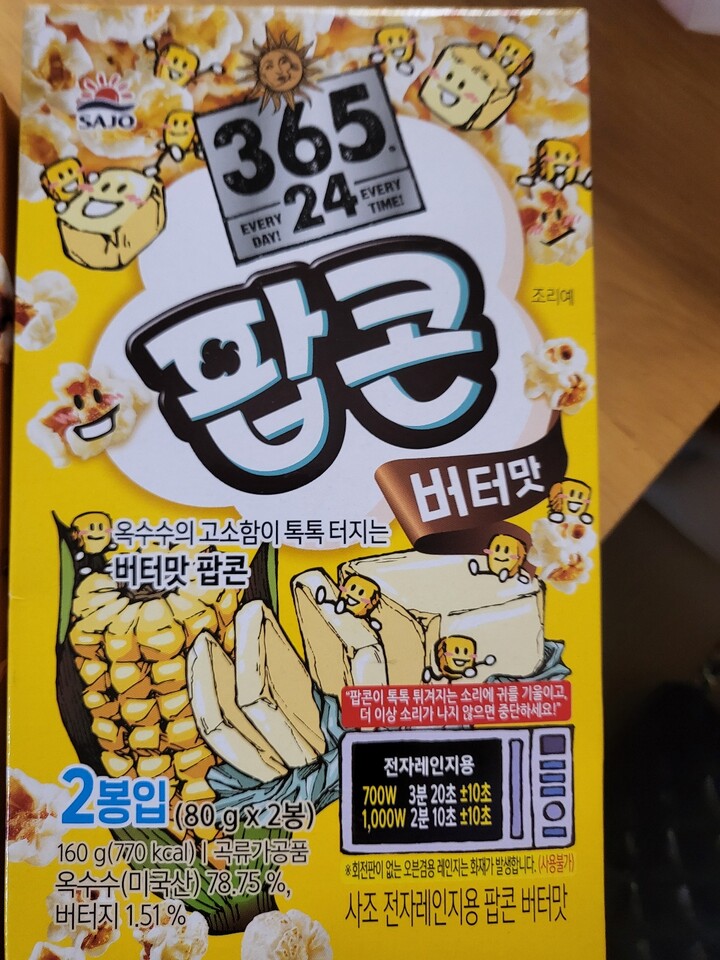 SAJO
365.
24
EVERY DAY!
EVERY TIME!
팝콘
버터맛
조리예
옥수수의 고소함이 톡톡 터지는
버터맛 팝콘
"팝콘이 톡톡 튀겨지는 소리에 귀를 기울이고,
더 이상 소리가 나지 않으면 중단하세요!"
전자레인지용
700W 3분 20초 ±10초
1,000W 2분 10초 ±10초
※회전판이 없는 오븐겸용 레인지는 화재가 발생합니다. (사용불가)
2봉입 (80 g x 2봉)
160 g(770 kcal) | 곡류가공품
옥수수(미국산) 78.75 %,
버터지 1.51 %
사조 전자레인지용 팝콘 버터맛